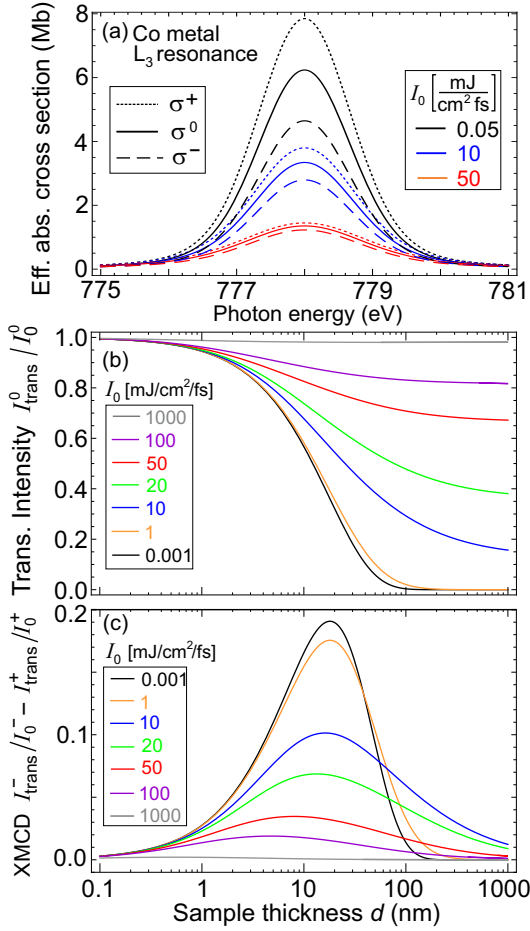 (a) Co metal
L₃ resonance
σ⁺
σ⁰
σ⁻
I₀ [mJ/cm² fs]
0.05
10
50
Eff. abs. cross section (Mb)
8
6
4
2
0
775
777
779
781
Photon energy (eV)
(b)
I₀ [mJ/cm²/fs]
1000
100
50
20
10
1
0.001
Trans. Intensity I⁰trans / I⁰₀
1.0
0.8
0.6
0.4
0.2
0.0
(c)
I₀ [mJ/cm²/fs]
0.001
1
10
20
50
100
1000
XMCD I⁻trans/I₀⁻ − I⁺trans/I₀⁺
0.2
0.1
0.0
0.1
1
10
100
1000
Sample thickness d (nm)